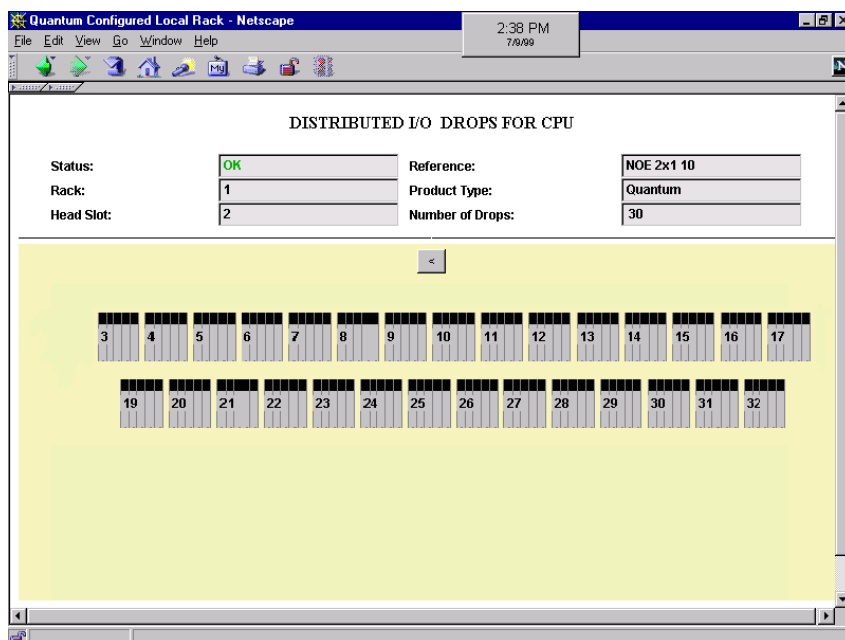 Quantum Configured Local Rack - Netscape
2:38 PM
7/9/99
File Edit View Go Window Help
My
N
DISTRIBUTED I/O DROPS FOR CPU
Status: OK Reference: NOE 2x1 10
Rack: 1 Product Type: Quantum
Head Slot: 2 Number of Drops: 30
<
3 4 5 6 7 8 9 10 11 12 13 14 15 16 17
19 20 21 22 23 24 25 26 27 28 29 30 31 32